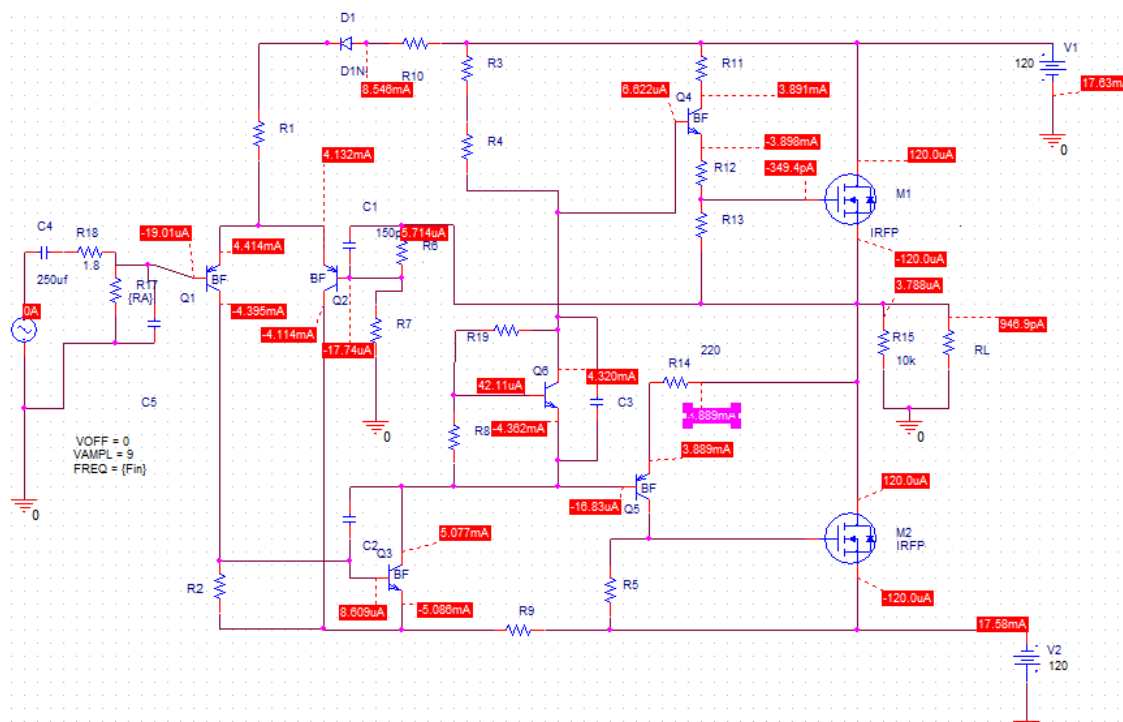 D1
V1
120
R3
R11
D1N
R10
8.546mA
17.63m
Q4
6.622uA
3.891mA
BF
0
R1
R4
4.132mA
-3.898mA
120.0uA
R12
-349.4pA
M1
C4
C1
R13
IRFP
R18
-19.01uA
150p
5.714uA
4.414mA
R6
-120.0uA
250uf
1.8
R17
{RA}
BF
BF
3.788uA
Q1
Q2
-4.395mA
-4.114mA
R7
R19
946.9pA
R15
RL
0A
-17.74uA
220
10k
Q6
R14
4.320mA
42.11uA
C5
C3
3.889mA
R8
-4.362mA
0
0
VOFF = 0
VAMPL = 9
FREQ = {Fin}
3.889mA
BF
-16.83uA
Q5
120.0uA
0
5.077mA
M2
C2
Q3
IRFP
BF
R2
R5
8.609uA
-5.086mA
-120.0uA
R9
17.58mA
V2
120